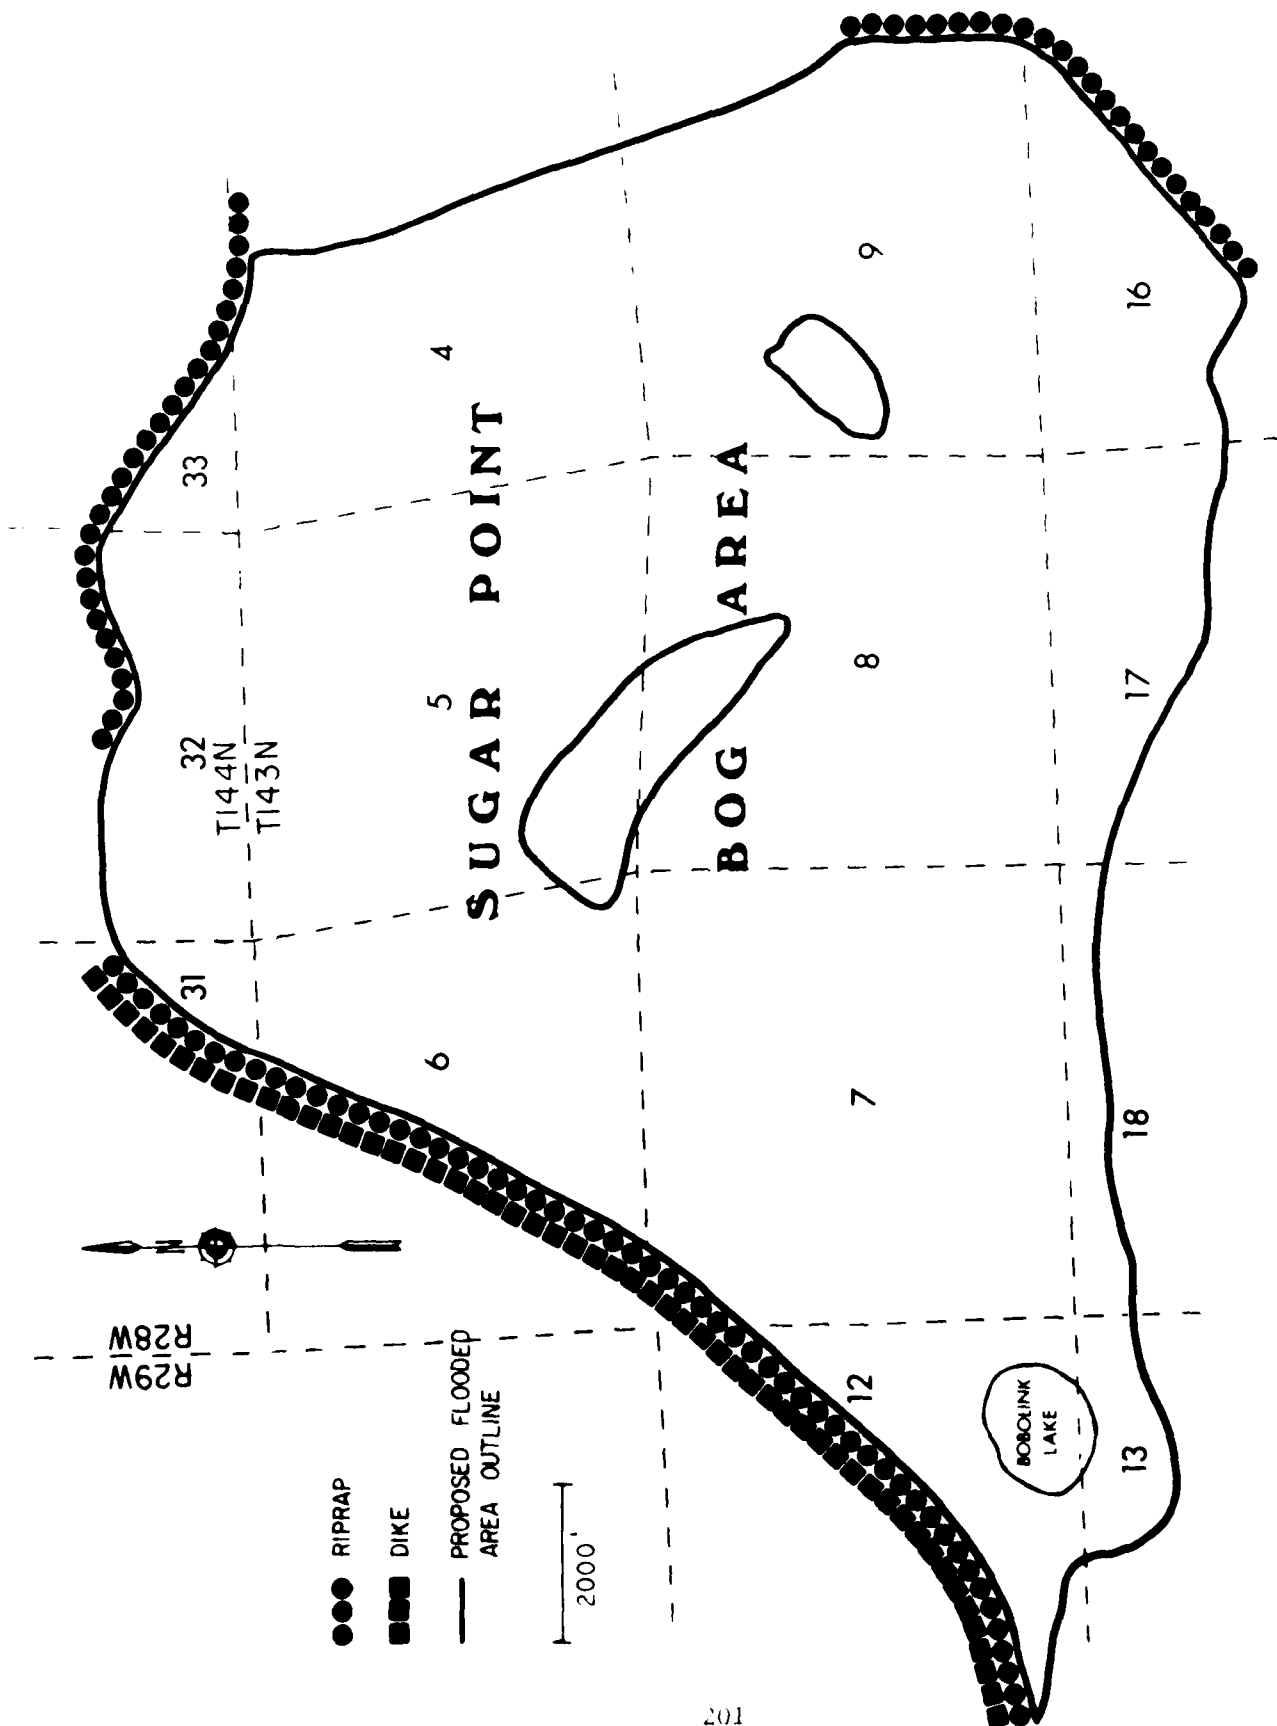 R29W
R28W
N
31
32
33
T144N
T143N
6
5
4
SUGAR POINT
12
7
8
9
BOG AREA
BOBOLINK
LAKE
13
18
17
16
RIPRAP
DIKE
PROPOSED FLOODED
AREA OUTLINE
2000'
201